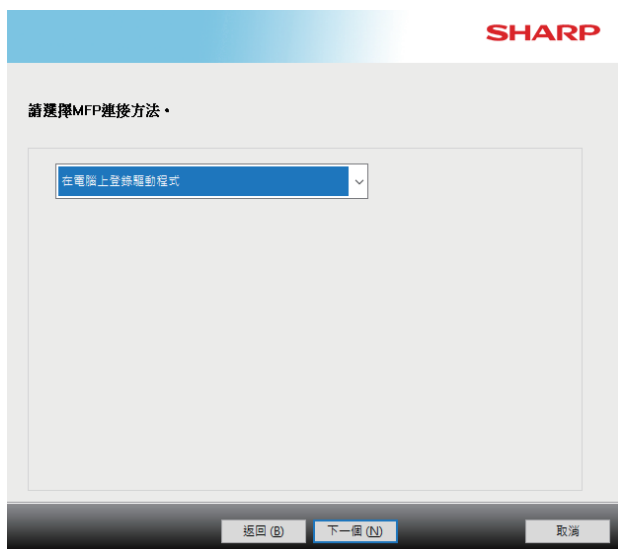 SHARP
請選擇MFP連接方法。
在電腦上登錄驅動程式
返回 (B)
下一個 (N)
取消